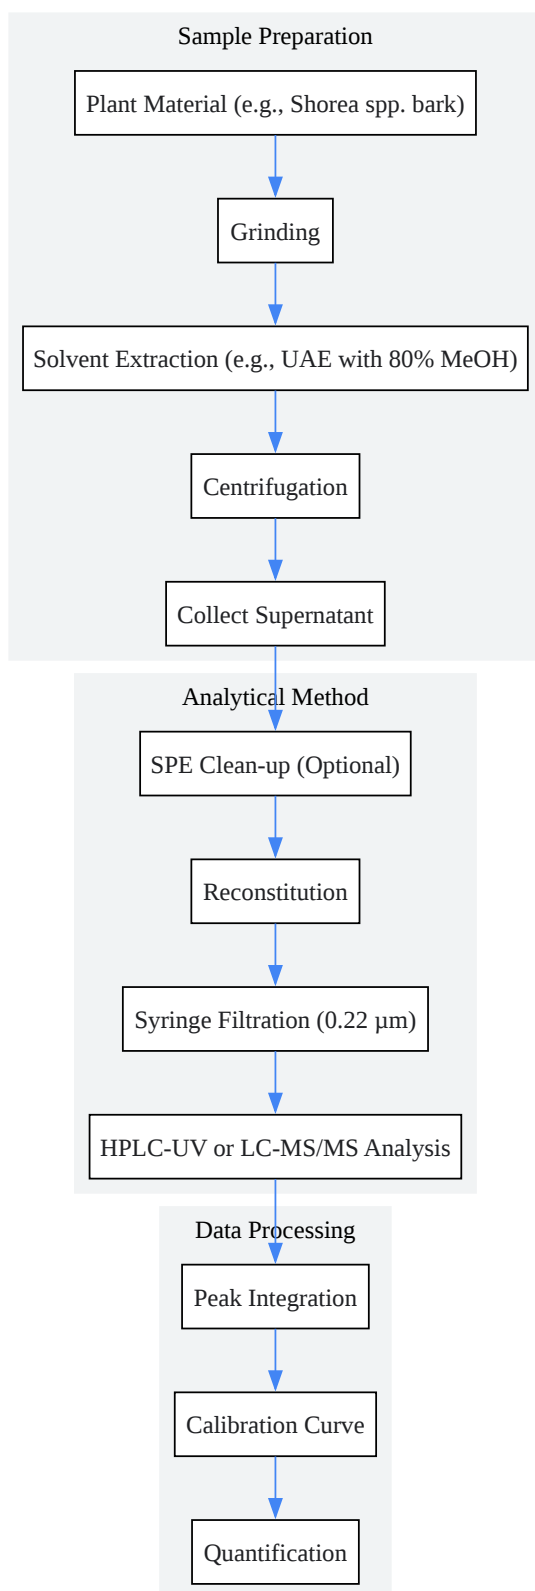 Sample Preparation
Plant Material (e.g., Shorea spp. bark)
Grinding
Solvent Extraction (e.g., UAE with 80% MeOH)
Centrifugation
Collect Supernatant
Analytical Method
SPE Clean-up (Optional)
Reconstitution
Syringe Filtration (0.22 µm)
HPLC-UV or LC-MS/MS Analysis
Data Processing
Peak Integration
Calibration Curve
Quantification